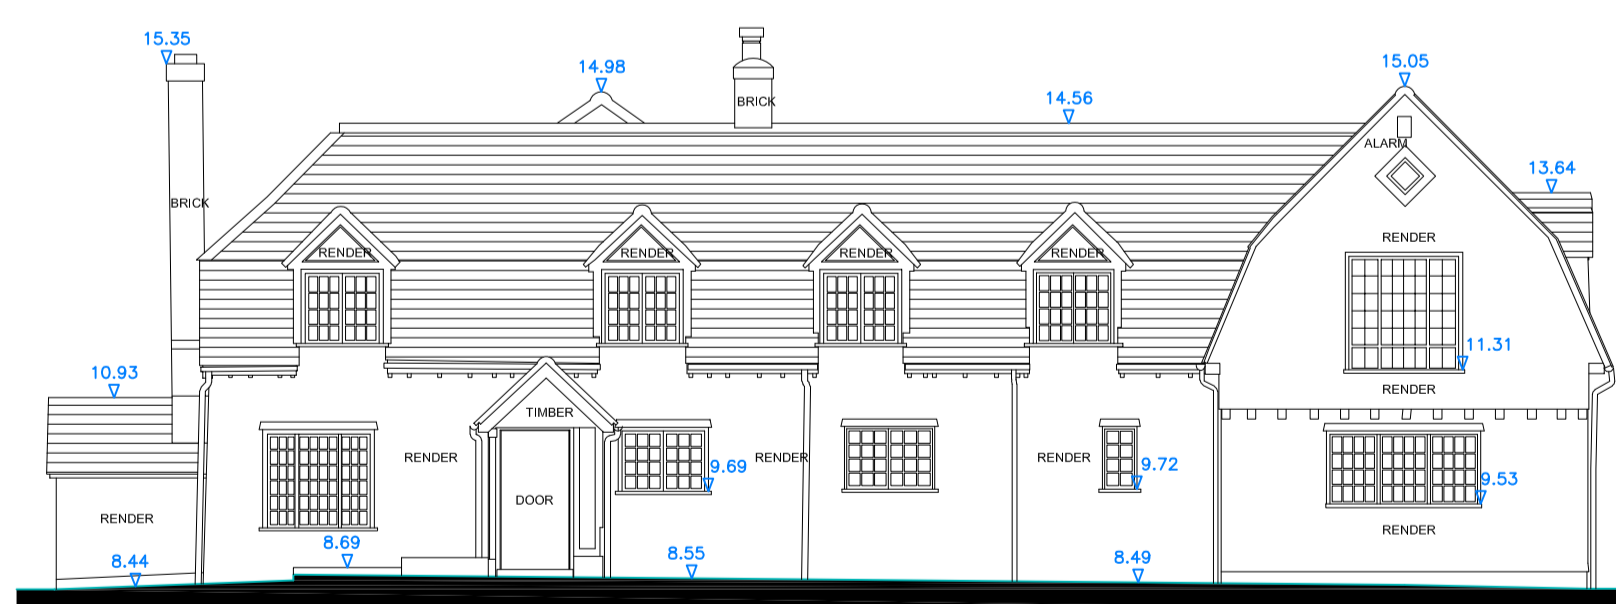 15.35
14.98
15.05
14.56
BRICK
ALARM
13.64
BRICK
RENDER
RENDER
RENDER
RENDER
RENDER
11.31
10.93
RENDER
TIMBER
RENDER
RENDER
RENDER
9.69
9.72
9.53
DOOR
RENDER
RENDER
8.69
8.55
8.49
8.44